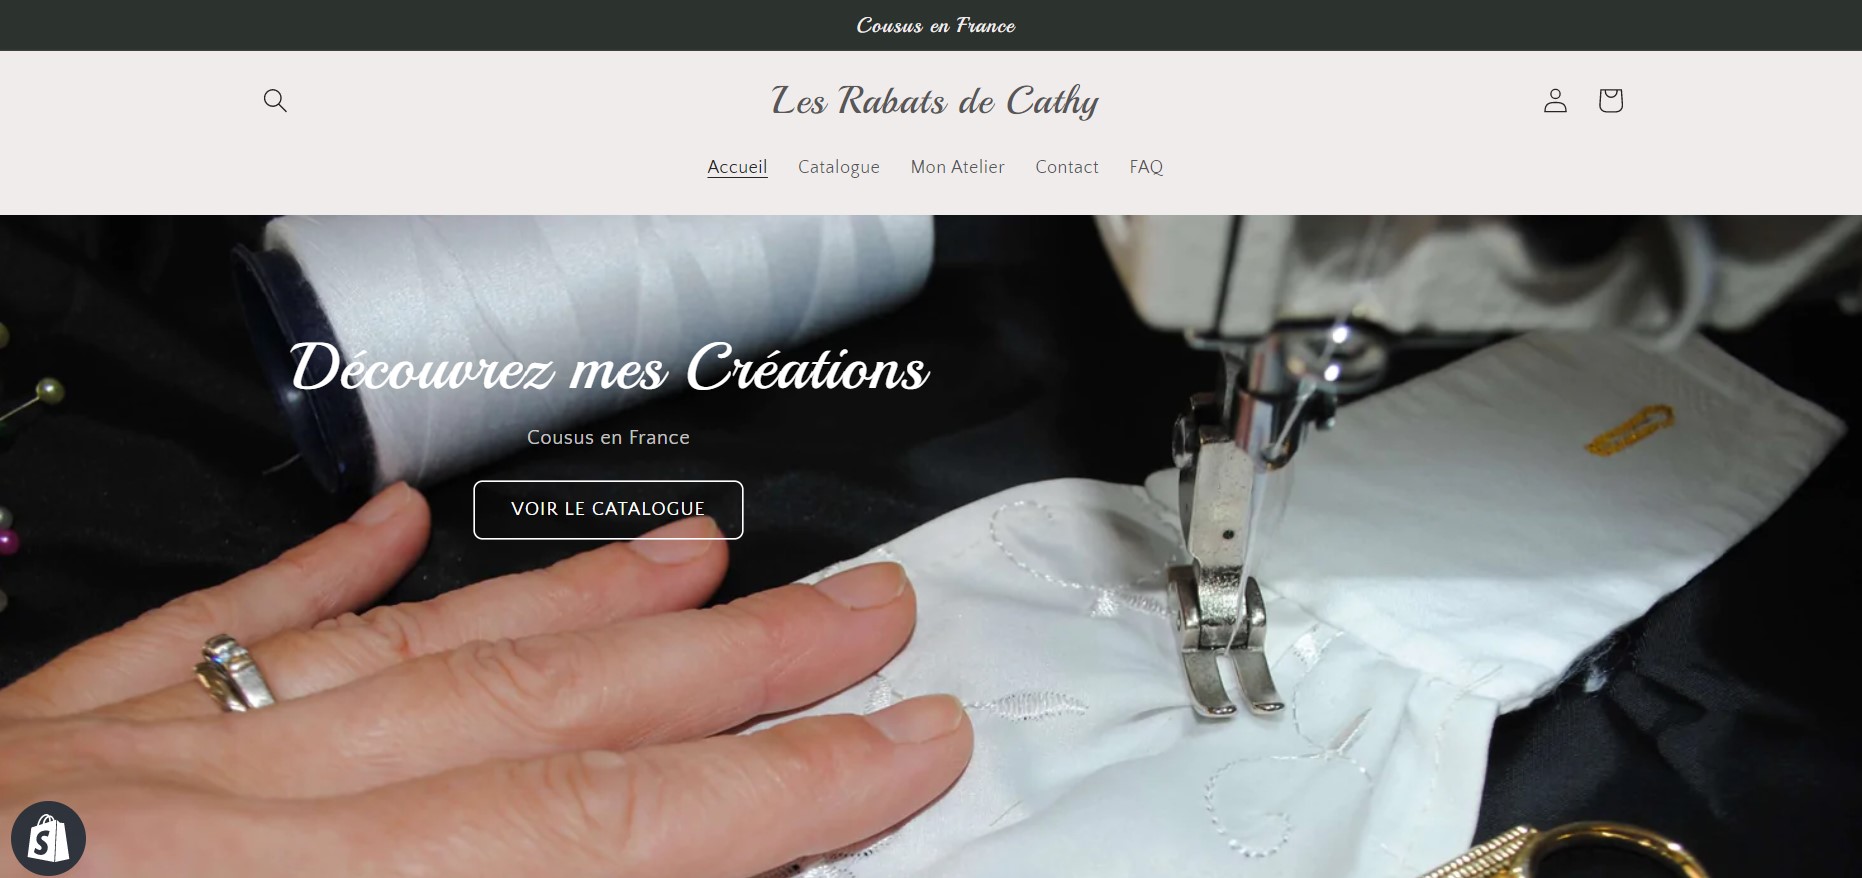 Cousus en France
Les Rabats de Cathy
Accueil Catalogue Mon Atelier Contact FAQ
Découvrez mes Créations
Cousus en France
VOIR LE CATALOGUE